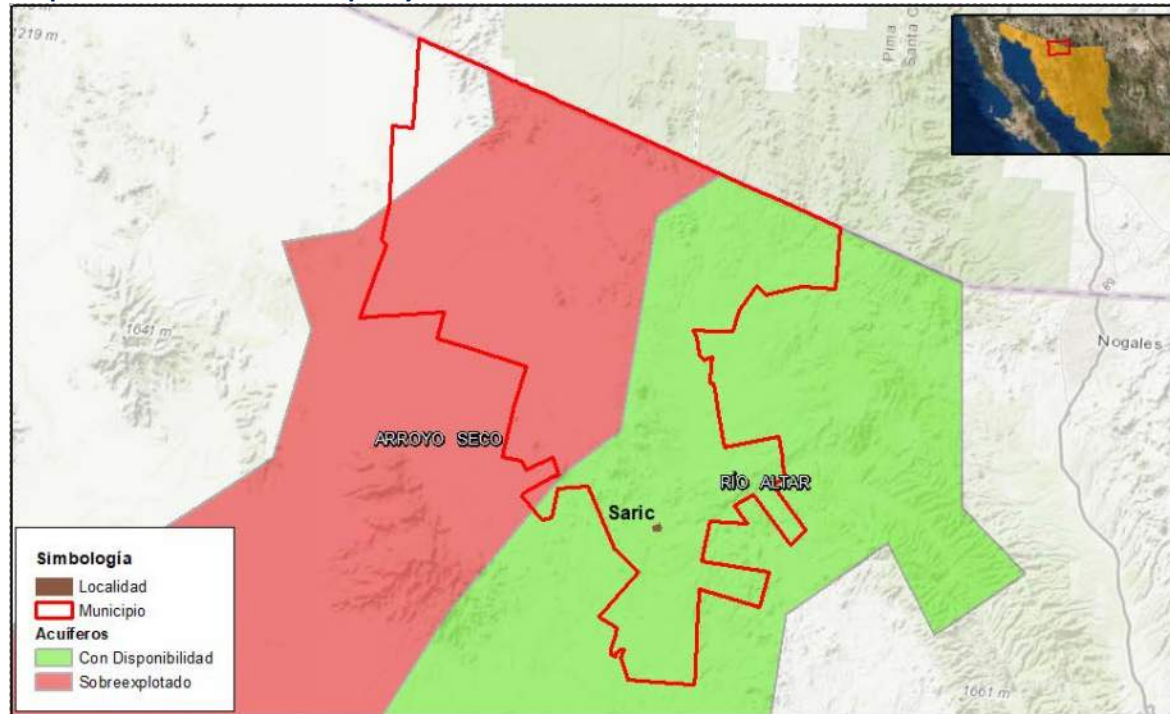 1219 m
Pima
Santa C
1641 m
Nogales
ARROYO SECO
RÍO ALTAR
Saric
Simbología
Localidad
Municipio
Acuíferos
Con Disponibilidad
Sobreexplotado
1661 m